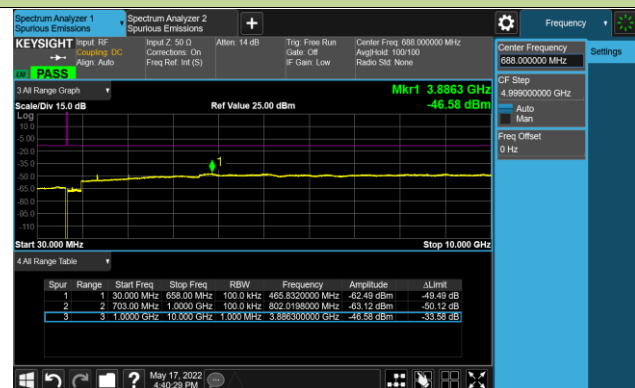 Spectrum Analyzer 1
Spurious Emissions
Spectrum Analyzer 2
Spurious Emissions
+
Frequency
KEYSIGHT
Input: RF
Coupling: DC
Align: Auto
Input Z: 50 Ω
Corrections: On
Freq Ref: Int (S)
Atten: 14 dB
Trig: Free Run
Gate: Off
IF Gain: Low
Center Freq: 688.000000 MHz
Avg|Hold: 100/100
Radio Std: None
LXI
PASS
Center Frequency
688.000000 MHz
Settings
CF Step
4.999000000 GHz
Auto
Man
Freq Offset
0 Hz
3 All Range Graph
Mkr1 3.8863 GHz
Scale/Div 15.0 dB
Ref Value 25.00 dBm
-46.58 dBm
Log
10.0
-5.00
-20.0
-35.0
-50.0
-65.0
-80.0
-95.0
-110
1
Start 30.000 MHz
Stop 10.000 GHz
4 All Range Table
Spur Range Start Freq Stop Freq RBW Frequency Amplitude ΔLimit
1 1 30.000 MHz 658.00 MHz 100.0 kHz 465.8320000 MHz -62.49 dBm -49.49 dB
2 2 703.00 MHz 1.0000 GHz 100.0 kHz 802.0198000 MHz -63.12 dBm -50.12 dB
3 3 1.0000 GHz 10.000 GHz 1.000 MHz 3.886300000 GHz -46.58 dBm -33.58 dB
?
May 17, 2022
4:40:29 PM